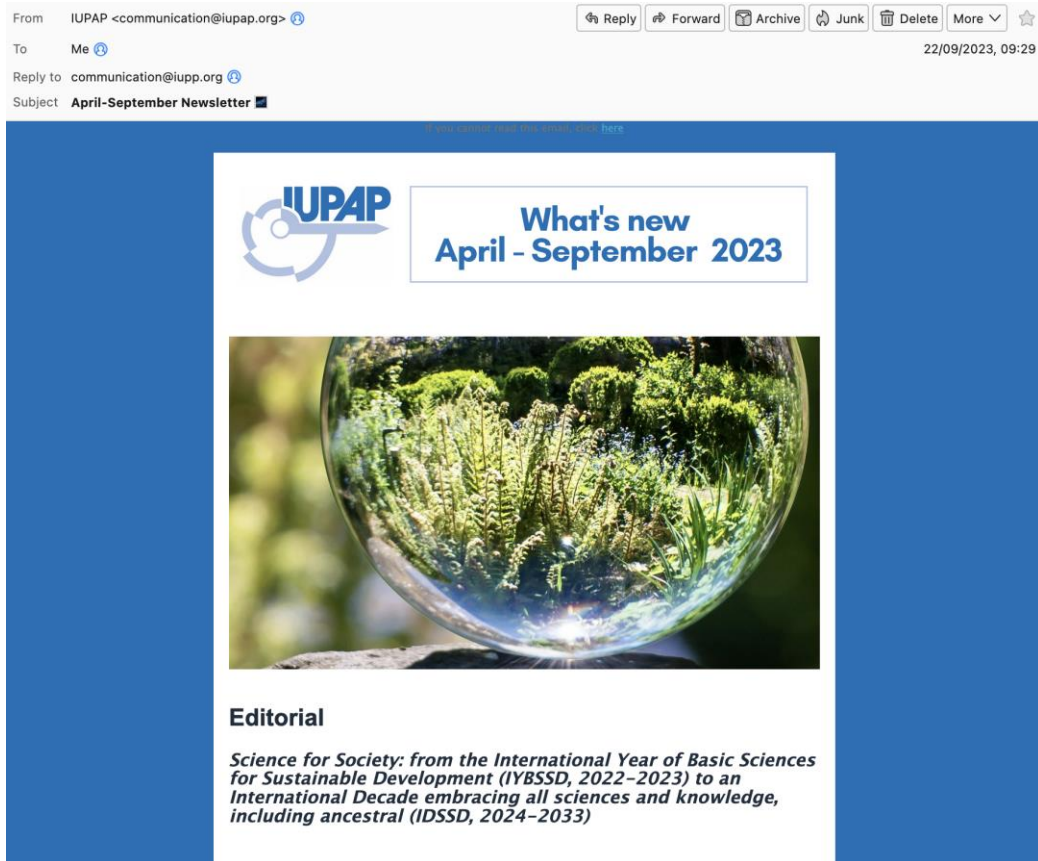 From IUPAP <communication@iupap.org>
Reply Forward Archive Junk Delete More
To Me
22/09/2023, 09:29
Reply to communication@iupp.org
Subject April-September Newsletter
If you cannot read this email, click here
IUPAP
What's new
April - September 2023
Editorial
Science for Society: from the International Year of Basic Sciences
for Sustainable Development (IYBSSD, 2022–2023) to an
International Decade embracing all sciences and knowledge,
including ancestral (IDSSD, 2024–2033)